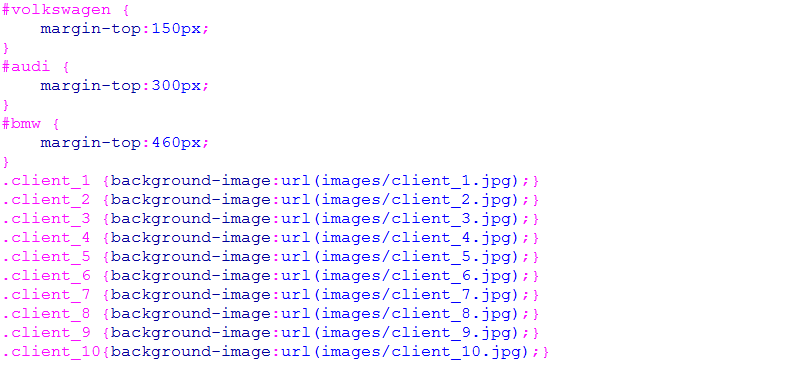 #volkswagen {
    margin-top:150px;
}
#audi {
    margin-top:300px;
}
#bmw {
    margin-top:460px;
}
.client_1 {background-image:url(images/client_1.jpg);}
.client_2 {background-image:url(images/client_2.jpg);}
.client_3 {background-image:url(images/client_3.jpg);}
.client_4 {background-image:url(images/client_4.jpg);}
.client_5 {background-image:url(images/client_5.jpg);}
.client_6 {background-image:url(images/client_6.jpg);}
.client_7 {background-image:url(images/client_7.jpg);}
.client_8 {background-image:url(images/client_8.jpg);}
.client_9 {background-image:url(images/client_9.jpg);}
.client_10{background-image:url(images/client_10.jpg);}